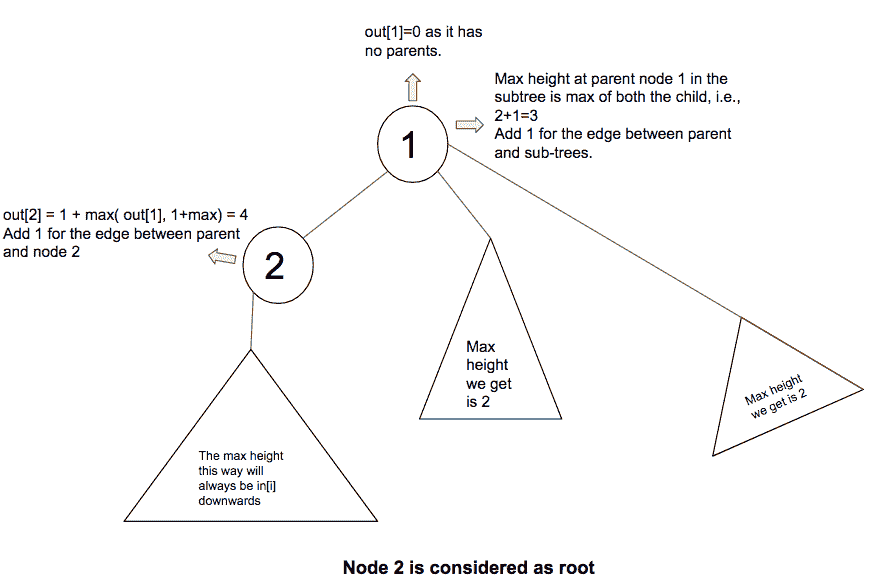 out[1]=0 as it has
no parents.
Max height at parent node 1 in the
subtree is max of both the child, i.e.,
2+1=3
Add 1 for the edge between parent
and sub-trees.
1
out[2] = 1 + max( out[1], 1+max) = 4
Add 1 for the edge between parent
and node 2
2
Max
height
we get
is 2
Max height
we get is 2
The max height
this way will
always be in[i]
downwards
Node 2 is considered as root